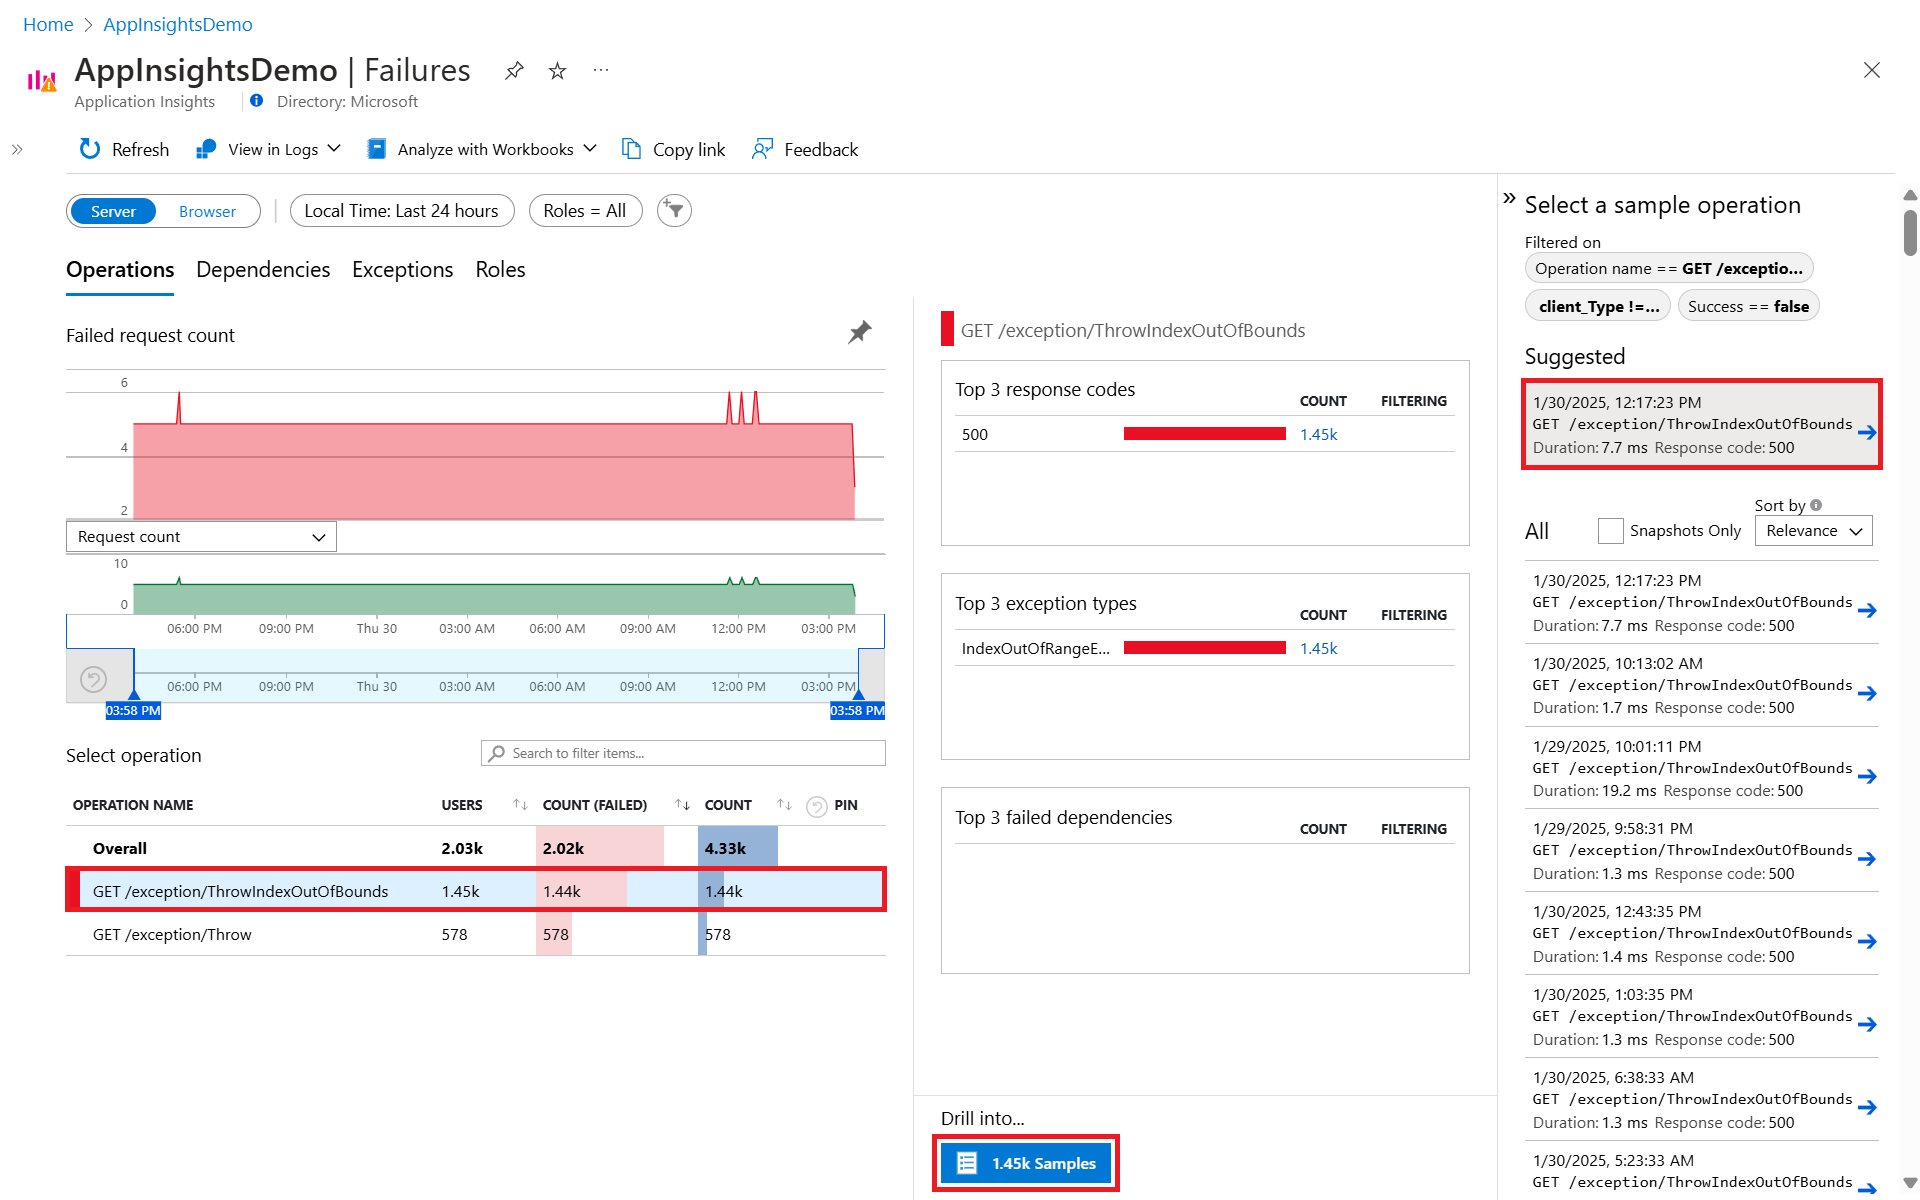 Home > AppInsightsDemo
AppInsightsDemo | Failures
Application Insights
Directory: Microsoft
Refresh
View in Logs
Analyze with Workbooks
Copy link
Feedback
Server
Browser
Local Time: Last 24 hours
Roles = All
Operations
Dependencies
Exceptions
Roles
Failed request count
6
4
2
Request count
10
0
06:00 PM 09:00 PM Thu 30 03:00 AM 06:00 AM 09:00 AM 12:00 PM 03:00 PM
06:00 PM 09:00 PM Thu 30 03:00 AM 06:00 AM 09:00 AM 12:00 PM 03:00 PM
03:58 PM 03:58 PM
Select operation
Search to filter items...
OPERATION NAME USERS COUNT (FAILED) COUNT PIN
Overall 2.03k 2.02k 4.33k
GET /exception/ThrowIndexOutOfBounds 1.45k 1.44k 1.44k
GET /exception/Throw 578 578 578
GET /exception/ThrowIndexOutOfBounds
Top 3 response codes
COUNT FILTERING
500 1.45k
Top 3 exception types
COUNT FILTERING
IndexOutOfRangeE... 1.45k
Top 3 failed dependencies
COUNT FILTERING
Drill into...
1.45k Samples
Select a sample operation
Filtered on
Operation name == GET /exceptio...
client_Type !=...
Success == false
Suggested
1/30/2025, 12:17:23 PM
GET /exception/ThrowIndexOutOfBounds
Duration: 7.7 ms Response code: 500
Sort by
All
Snapshots Only
Relevance
1/30/2025, 12:17:23 PM
GET /exception/ThrowIndexOutOfBounds
Duration: 7.7 ms Response code: 500
1/30/2025, 10:13:02 AM
GET /exception/ThrowIndexOutOfBounds
Duration: 1.7 ms Response code: 500
1/29/2025, 10:01:11 PM
GET /exception/ThrowIndexOutOfBounds
Duration: 19.2 ms Response code: 500
1/29/2025, 9:58:31 PM
GET /exception/ThrowIndexOutOfBounds
Duration: 1.3 ms Response code: 500
1/30/2025, 12:43:35 PM
GET /exception/ThrowIndexOutOfBounds
Duration: 1.4 ms Response code: 500
1/30/2025, 1:03:35 PM
GET /exception/ThrowIndexOutOfBounds
Duration: 1.3 ms Response code: 500
1/30/2025, 6:38:33 AM
GET /exception/ThrowIndexOutOfBounds
Duration: 1.3 ms Response code: 500
1/30/2025, 5:23:33 AM
GET /exception/ThrowIndexOutOfBounds